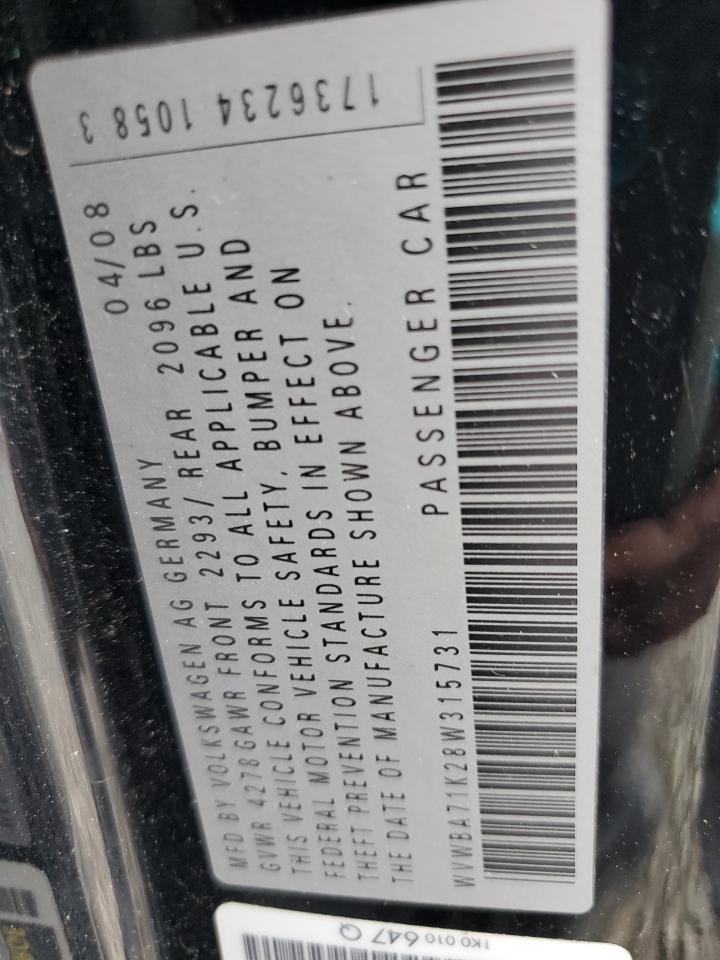 1736234 1058 3
04/08
MFD BY VOLKSWAGEN AG GERMANY
GVWR 4278 GAWR FRONT 2293/ REAR 2096 LBS
THIS VEHICLE CONFORMS TO ALL APPLICABLE U.S.
FEDERAL MOTOR VEHICLE SAFETY, BUMPER AND
THEFT PREVENTION STANDARDS IN EFFECT ON
THE DATE OF MANUFACTURE SHOWN ABOVE.
WVWBA71K28W315731 PASSENGER CAR
1K0 010 647 Q